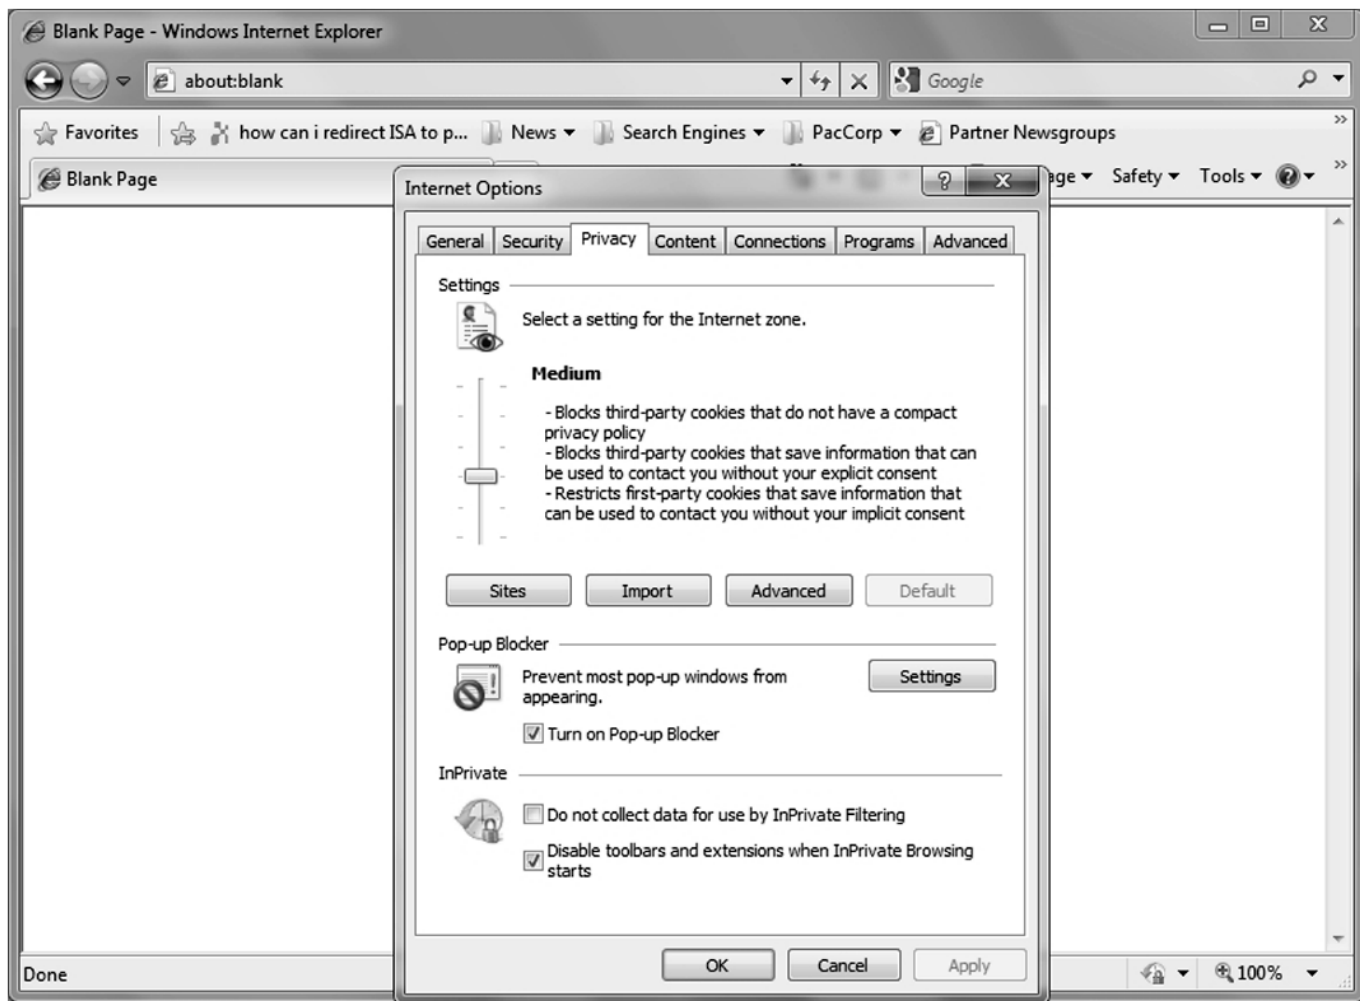 Blank Page - Windows Internet Explorer
about:blank
Google
Favorites
how can i redirect ISA to p...
News
Search Engines
PacCorp
Partner Newsgroups
Blank Page
age
Safety
Tools
Internet Options
General
Security
Privacy
Content
Connections
Programs
Advanced
Settings
Select a setting for the Internet zone.
Medium
- Blocks third-party cookies that do not have a compact
privacy policy
- Blocks third-party cookies that save information that can
be used to contact you without your explicit consent
- Restricts first-party cookies that save information that
can be used to contact you without your implicit consent
Sites
Import
Advanced
Default
Pop-up Blocker
Prevent most pop-up windows from
appearing.
Settings
Turn on Pop-up Blocker
InPrivate
Do not collect data for use by InPrivate Filtering
Disable toolbars and extensions when InPrivate Browsing
starts
OK
Cancel
Apply
Done
100%